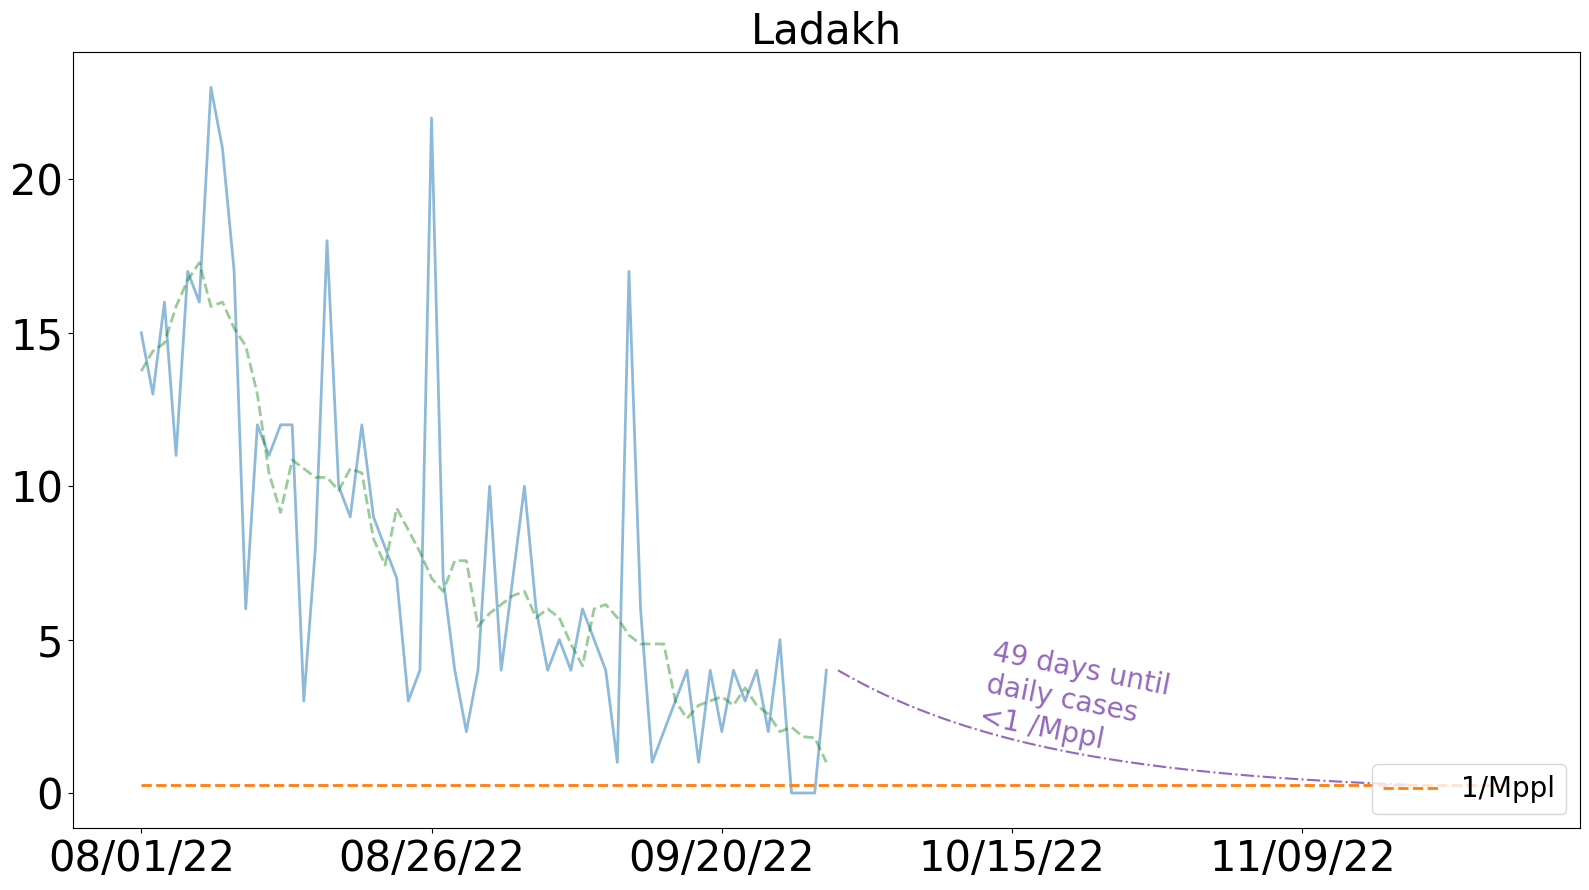 Ladakh
20
15
10
5
0
49 days until
daily cases
<1 /Mppl
1/Mppl
08/01/22
08/26/22
09/20/22
10/15/22
11/09/22